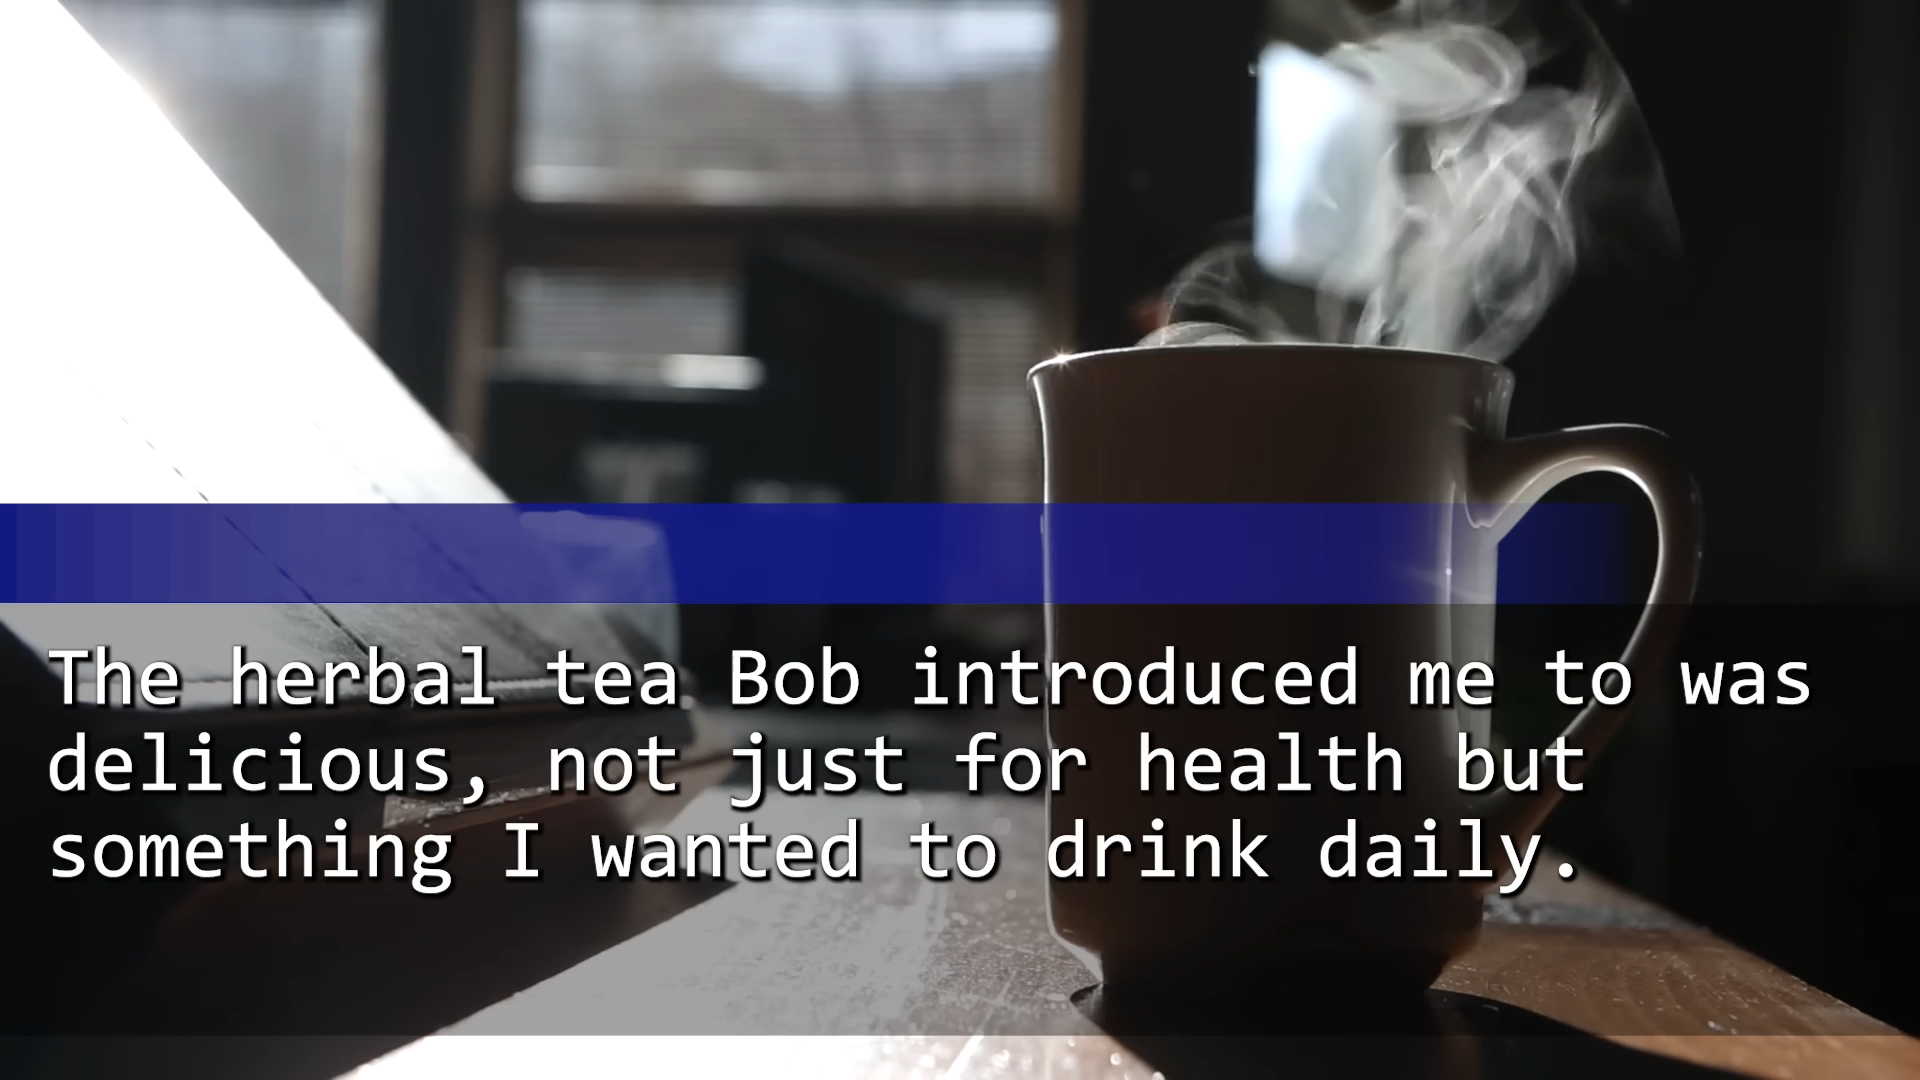 The herbal tea Bob introduced me to was
delicious, not just for health but
something I wanted to drink daily.